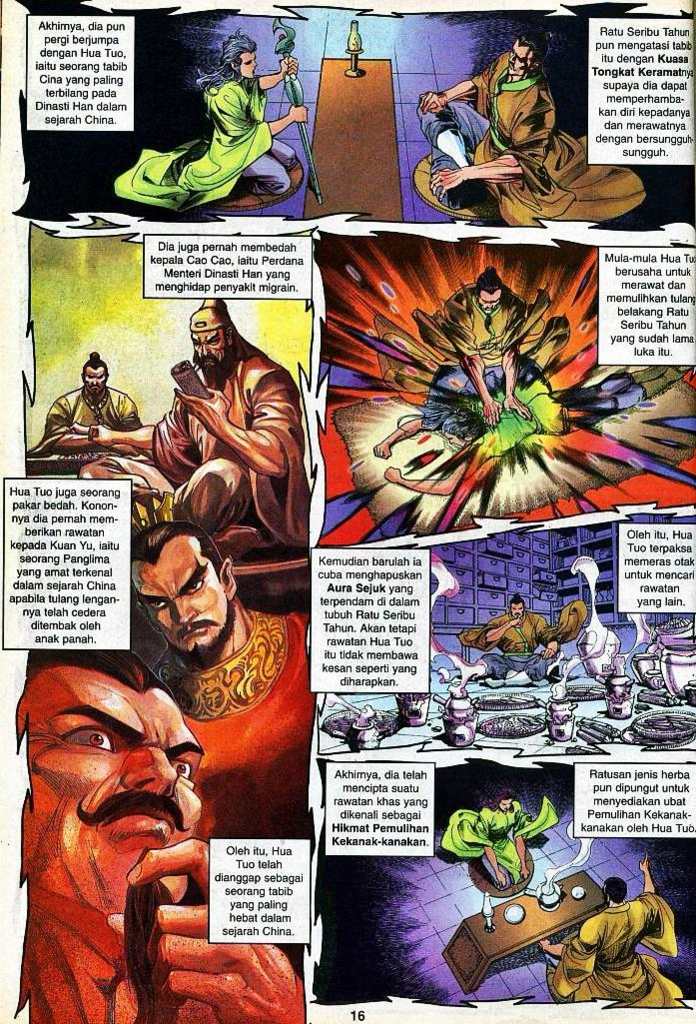 Akhirnya, dia pun
pergi berjumpa
dengan Hua Tuo,
iaitu seorang tabib
Cina yang paling
terbilang pada
Dinasti Han dalam
sejarah China.
Ratu Seribu Tahun
pun mengatasi tabib
itu dengan Kuasa
Tongkat Keramatnya
supaya dia dapat
memperhamba-
kan diri kepadanya
dan merawatnya
dengan bersungguh-
sungguh.
Dia juga pernah membedah
kepala Cao Cao, iaitu Perdana
Menteri Dinasti Han yang
menghidap penyakit migrain.
Hua Tuo juga seorang
pakar bedah. Konon-
nya dia pernah mem-
berikan rawatan
kepada Kuan Yu, iaitu
seorang Panglima
yang amat terkenal
dalam sejarah China
apabila tulang lengan-
nya telah cedera
ditembak oleh
anak panah.
Oleh itu, Hua
Tuo telah
dianggap sebagai
seorang tabib
yang paling
hebat dalam
sejarah China.
Mula-mula Hua Tuo
berusaha untuk
merawat dan
memulihkan tulang
belakang Ratu
Seribu Tahun
yang sudah lama
luka itu.
Kemudian barulah ia
cuba menghapuskan
Aura Sejuk yang
terpendam di dalam
tubuh Ratu Seribu
Tahun. Akan tetapi
rawatan Hua Tuo
itu tidak membawa
kesan seperti yang
diharapkan.
Oleh itu, Hua
Tuo terpaksa
memeras otak
untuk mencari
rawatan
yang lain.
Akhirnya, dia telah
mencipta suatu
rawatan khas yang
dikenali sebagai
Hikmat Pemulihan
Kekanak-kanakan.
Ratusan jenis herba
pun dipungut untuk
menyediakan ubat
Pemulihan Kekanak-
kanakan oleh Hua Tuo.
16